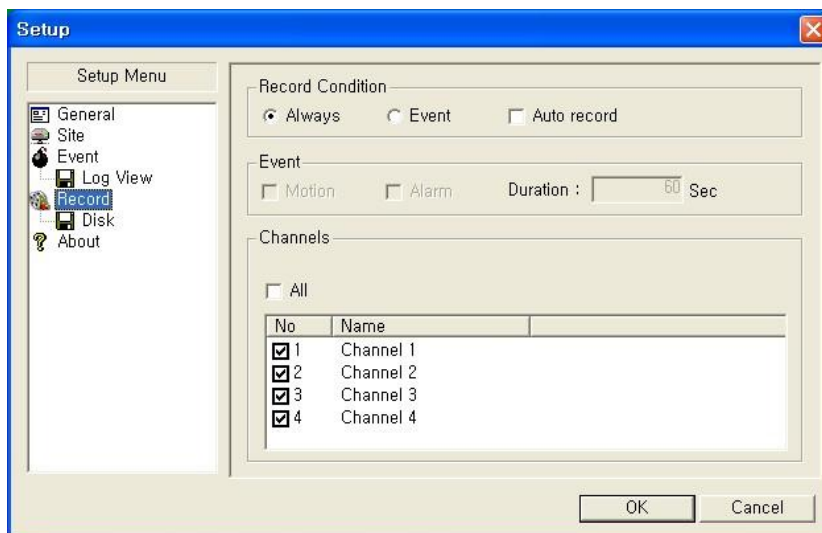 Setup
Setup Menu
General
Site
Event
Log View
Record
Disk
About
Record Condition
Always Event Auto record
Event
Motion Alarm Duration : 60 Sec
Channels
All
No Name
1 Channel 1
2 Channel 2
3 Channel 3
4 Channel 4
OK Cancel